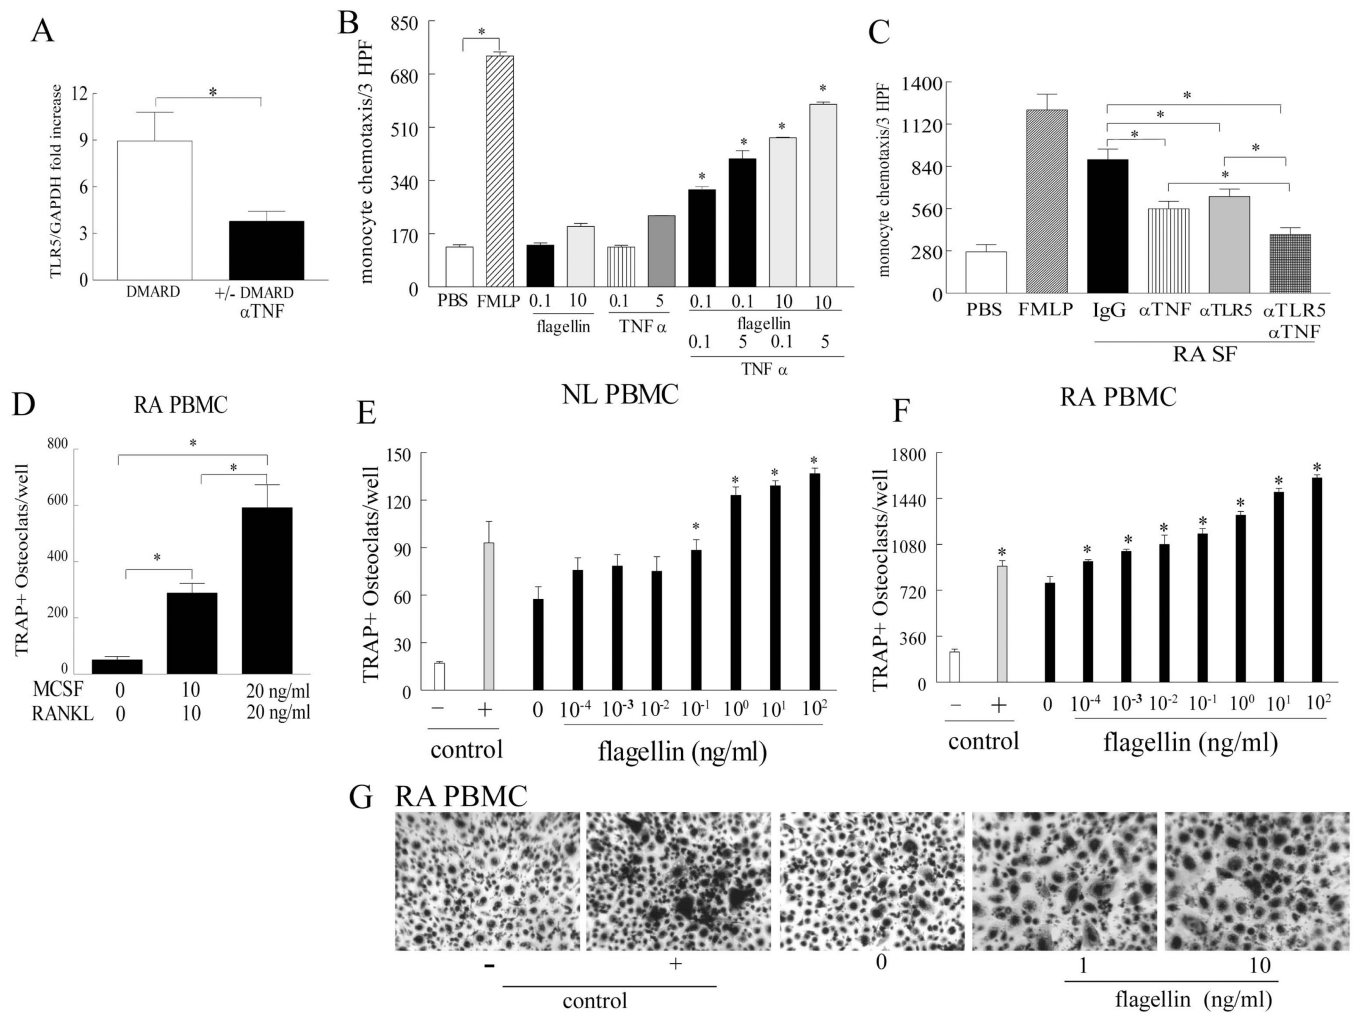 A
TLR5/GAPDH fold increase
12
9
6
3
0
*
DMARD
+/- DMARD
αTNF
B
monocyte chemotaxis/3 HPF
850
680
510
340
170
0
*
* * * *
PBS FMLP 0.1 10 0.1 5 0.1 0.1 10 10
flagellin TNF α flagellin
0.1 5 0.1 5
TNF α
C
monocyte chemotaxis/3 HPF
1400
1120
840
560
280
0
*
*
*
*
*
PBS FMLP IgG αTNF αTLR5 αTLR5
αTNF
RA SF
D
RA PBMC
TRAP+ Osteoclats/well
800
600
400
200
0
*
*
*
MCSF 0 10 20 ng/ml
RANKL 0 10 20 ng/ml
E
NL PBMC
TRAP+ Osteoclats/well
150
120
90
60
30
0
* * * *
− + 0 10⁻⁴ 10⁻³ 10⁻² 10⁻¹ 10⁰ 10¹ 10²
control flagellin (ng/ml)
F
RA PBMC
TRAP+ Osteoclasts/well
1800
1440
1080
720
360
0
* * * * * * * *
− + 0 10⁻⁴ 10⁻³ 10⁻² 10⁻¹ 10⁰ 10¹ 10²
control flagellin (ng/ml)
G RA PBMC
- + 0 1 10
control flagellin (ng/ml)